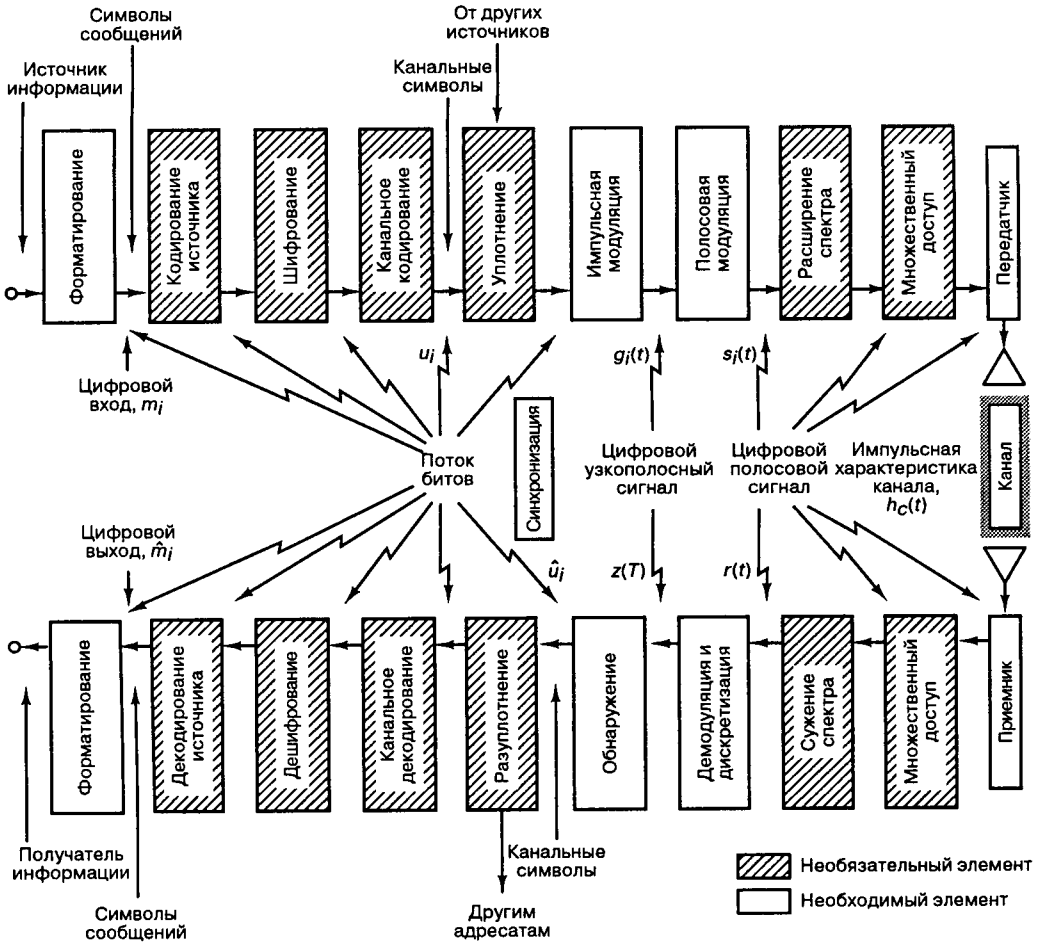 Символы
сообщений
От других
источников
Источник
информации
Канальные
символы
Форматирование
Кодирование
источника
Шифрование
Канальное
кодирование
Уплотнение
Импульсная
модуляция
Полосовая
модуляция
Расширение
спектра
Множественный
доступ
Передатчик
Цифровой
вход, mi
ui
gi(t)
si(t)
Поток
битов
Синхронизация
Цифровой
узкополосный
сигнал
Цифровой
полосовой
сигнал
Импульсная
характеристика
канала,
hc(t)
Канал
Цифровой
выход, m̂i
ûi
z(T)
r(t)
Форматирование
Декодирование
источника
Дешифрование
Канальное
декодирование
Разуплотнение
Обнаружение
Демодуляция и
дискретизация
Сужение
спектра
Множественный
доступ
Приемник
Получатель
информации
Символы
сообщений
Канальные
символы
Другим
адресатам
Необязательный элемент
Необходимый элемент